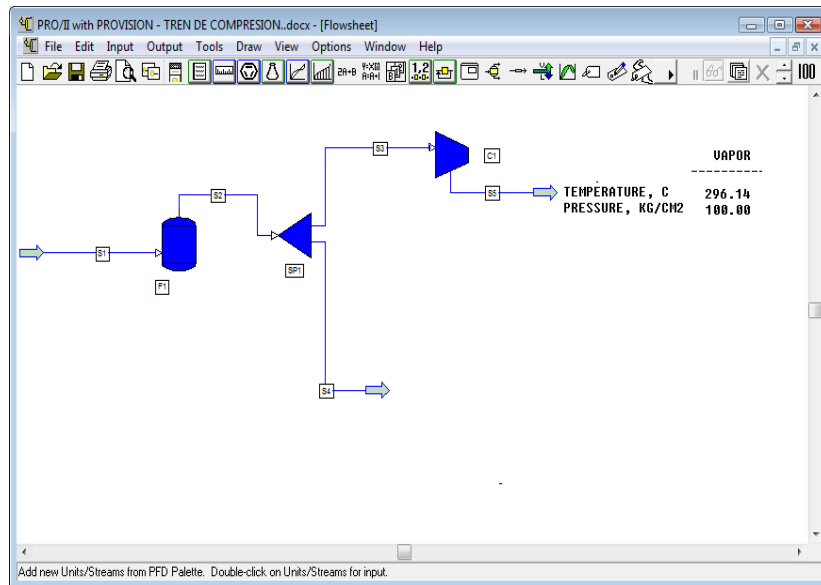 PRO/II with PROVISION - TREN DE COMPRESION..docx - [Flowsheet]
File Edit Input Output Tools Draw View Options Window Help
2A+B
100
S3
C1
VAPOR
S2
S5
TEMPERATURE, C 296.14
PRESSURE, KG/CM2 100.00
S1
SP1
F1
S4
Add new Units/Streams from PFD Palette. Double-click on Units/Streams for input.